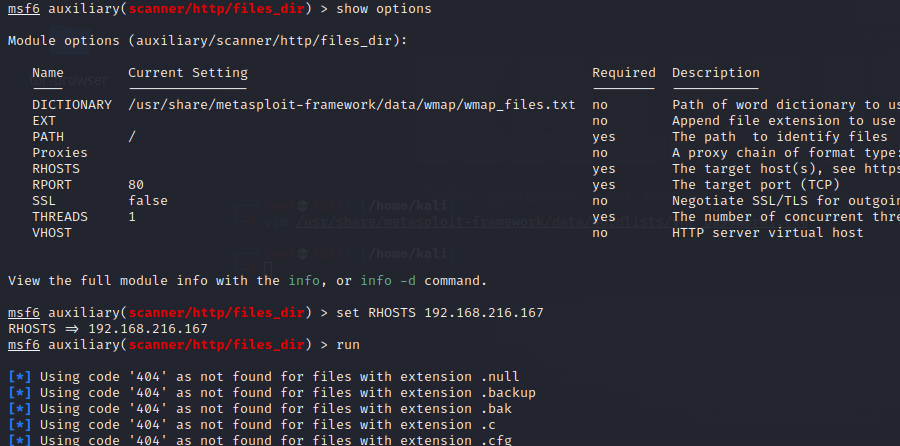 msf6 auxiliary(scanner/http/files_dir) > show options
Module options (auxiliary/scanner/http/files_dir):
Name Current Setting Required Description
DICTIONARY /usr/share/metasploit-framework/data/wmap/wmap_files.txt no Path of word dictionary to us
EXT no Append file extension to use
PATH / yes The path to identify files
Proxies no A proxy chain of format type:
RHOSTS yes The target host(s), see https
RPORT 80 yes The target port (TCP)
SSL false no Negotiate SSL/TLS for outgoin
THREADS 1 yes The number of concurrent thre
VHOST no HTTP server virtual host
View the full module info with the info, or info -d command.
msf6 auxiliary(scanner/http/files_dir) > set RHOSTS 192.168.216.167
RHOSTS ⇒ 192.168.216.167
msf6 auxiliary(scanner/http/files_dir) > run
[*] Using code '404' as not found for files with extension .null
[*] Using code '404' as not found for files with extension .backup
[*] Using code '404' as not found for files with extension .bak
[*] Using code '404' as not found for files with extension .c
[*] Using code '404' as not found for files with extension .cfg